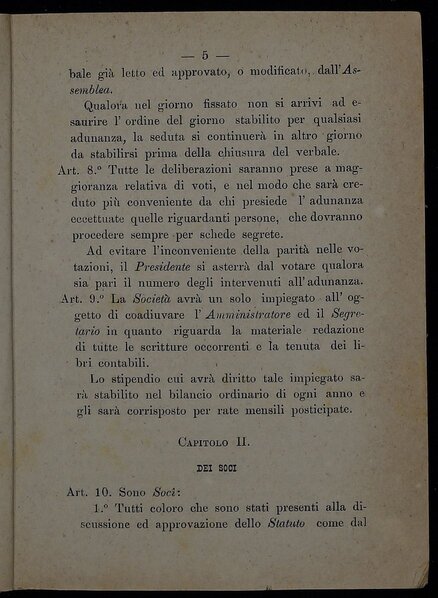 — 5 —
bale già letto ed approvato, o modificato, dall'As-
semblea.
Qualora nel giorno fissato non si arrivi ad e-
saurire l' ordine del giorno stabilito per qualsiasi
adunanza, la seduta si continuerà in altro giorno
da stabilirsi prima della chiusura del verbale.
Art. 8.º Tutte le deliberazioni saranno prese a mag-
gioranza relativa di voti, e nel modo che sarà cre-
duto più conveniente da chi presiede l' adunanza
eccettuate quelle riguardanti persone, che dovranno
procedere sempre per schede segrete.
Ad evitare l'inconveniente della parità nelle vo-
tazioni, il Presidente si asterrà dal votare qualora
sia pari il numero degli intervenuti all'adunanza.
Art. 9.º La Società avrà un solo impiegato all' og-
getto di coadiuvare l' Amministratore ed il Segre-
tario in quanto riguarda la materiale redazione
di tutte le scritture occorrenti e la tenuta dei li-
bri contabili.
Lo stipendio cui avrà diritto tale impiegato sa-
rà stabilito nel bilancio ordinario di ogni anno e
gli sarà corrisposto per rate mensili posticipate.
Capitolo II.
DEI SOCI
Art. 10. Sono Soci:
1.º Tutti coloro che sono stati presenti alla di-
scussione ed approvazione dello Statuto come dal